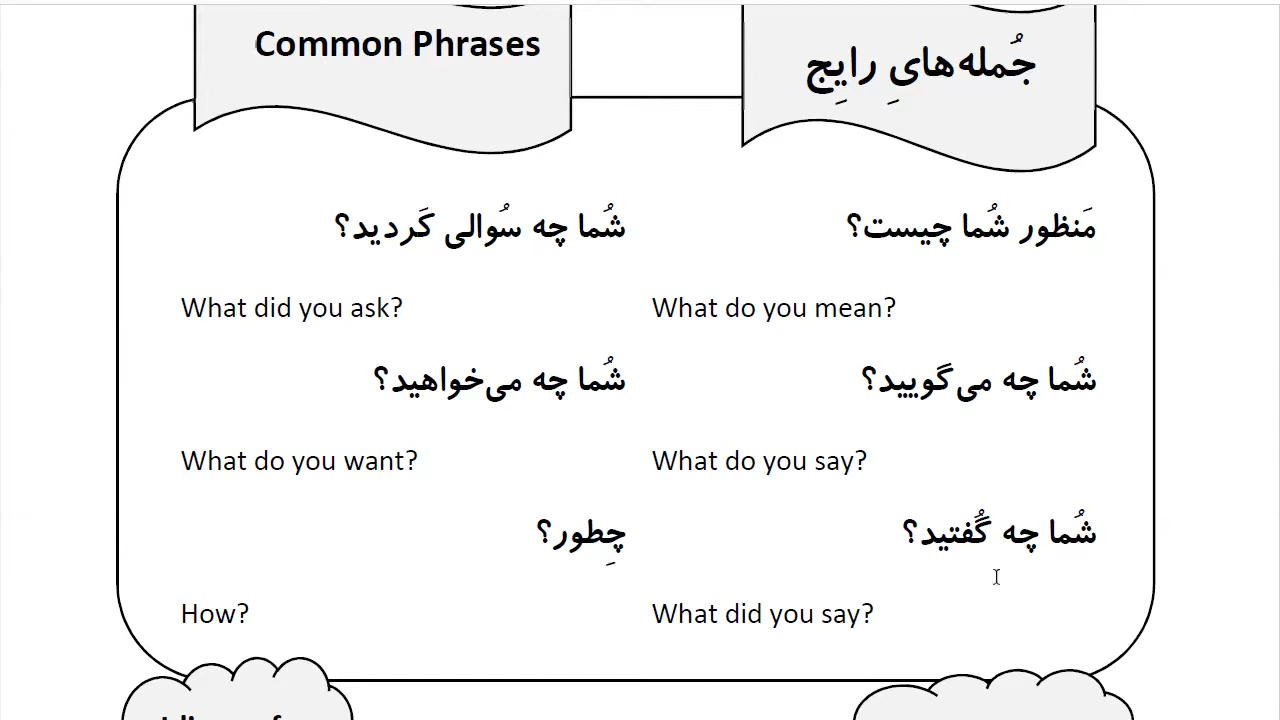 Common Phrases
جُمله‌هایِ رایِج
مَنظور شُما چیست؟
شُما چه سُوالی کَردید؟
What did you ask?
What do you mean?
شُما چه می‌گویید؟
شُما چه می‌خواهید؟
What do you want?
What do you say?
شُما چه گُفتید؟
چِطور؟
How?
What did you say?